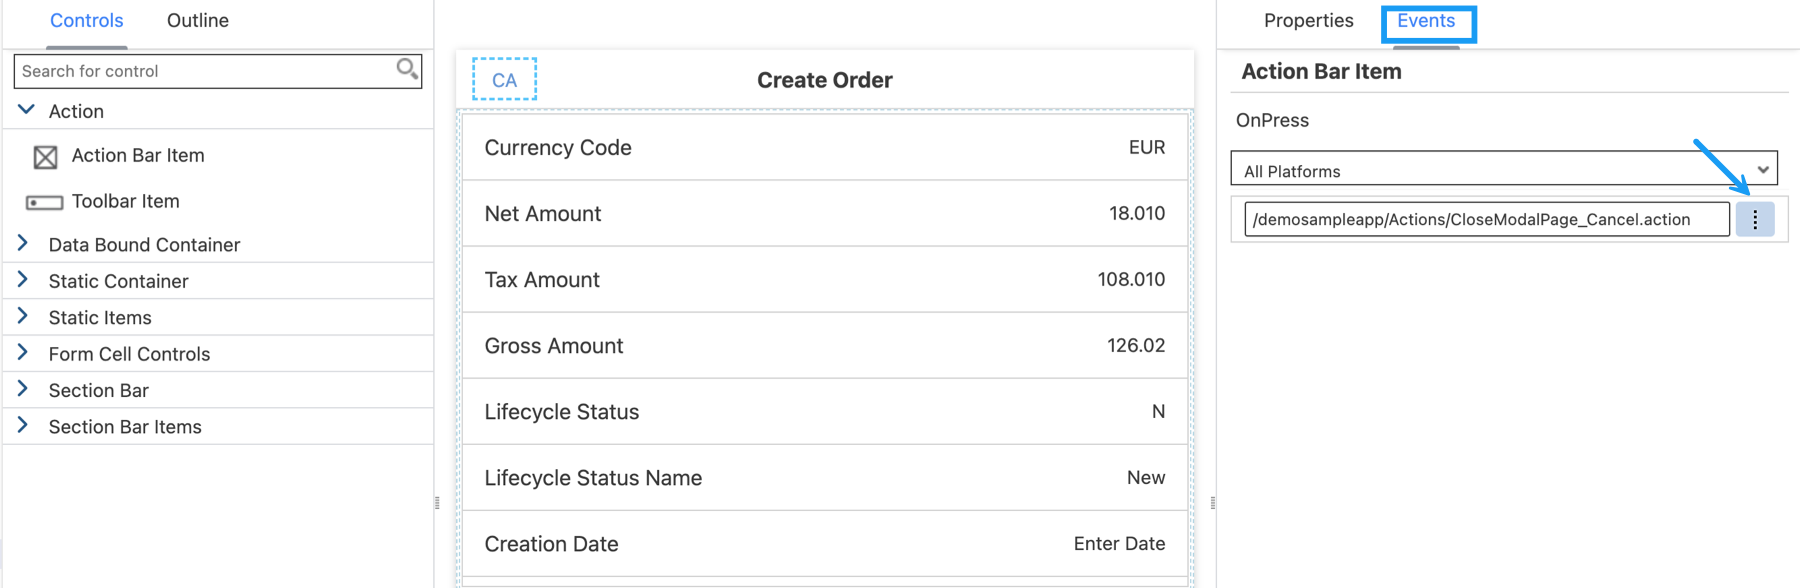 Controls
Outline
Search for control
Action
Action Bar Item
Toolbar Item
Data Bound Container
Static Container
Static Items
Form Cell Controls
Section Bar
Section Bar Items
CA
Create Order
Currency Code EUR
Net Amount 18.010
Tax Amount 108.010
Gross Amount 126.02
Lifecycle Status N
Lifecycle Status Name New
Creation Date Enter Date
Properties
Events
Action Bar Item
OnPress
All Platforms
/demosampleapp/Actions/CloseModalPage_Cancel.action